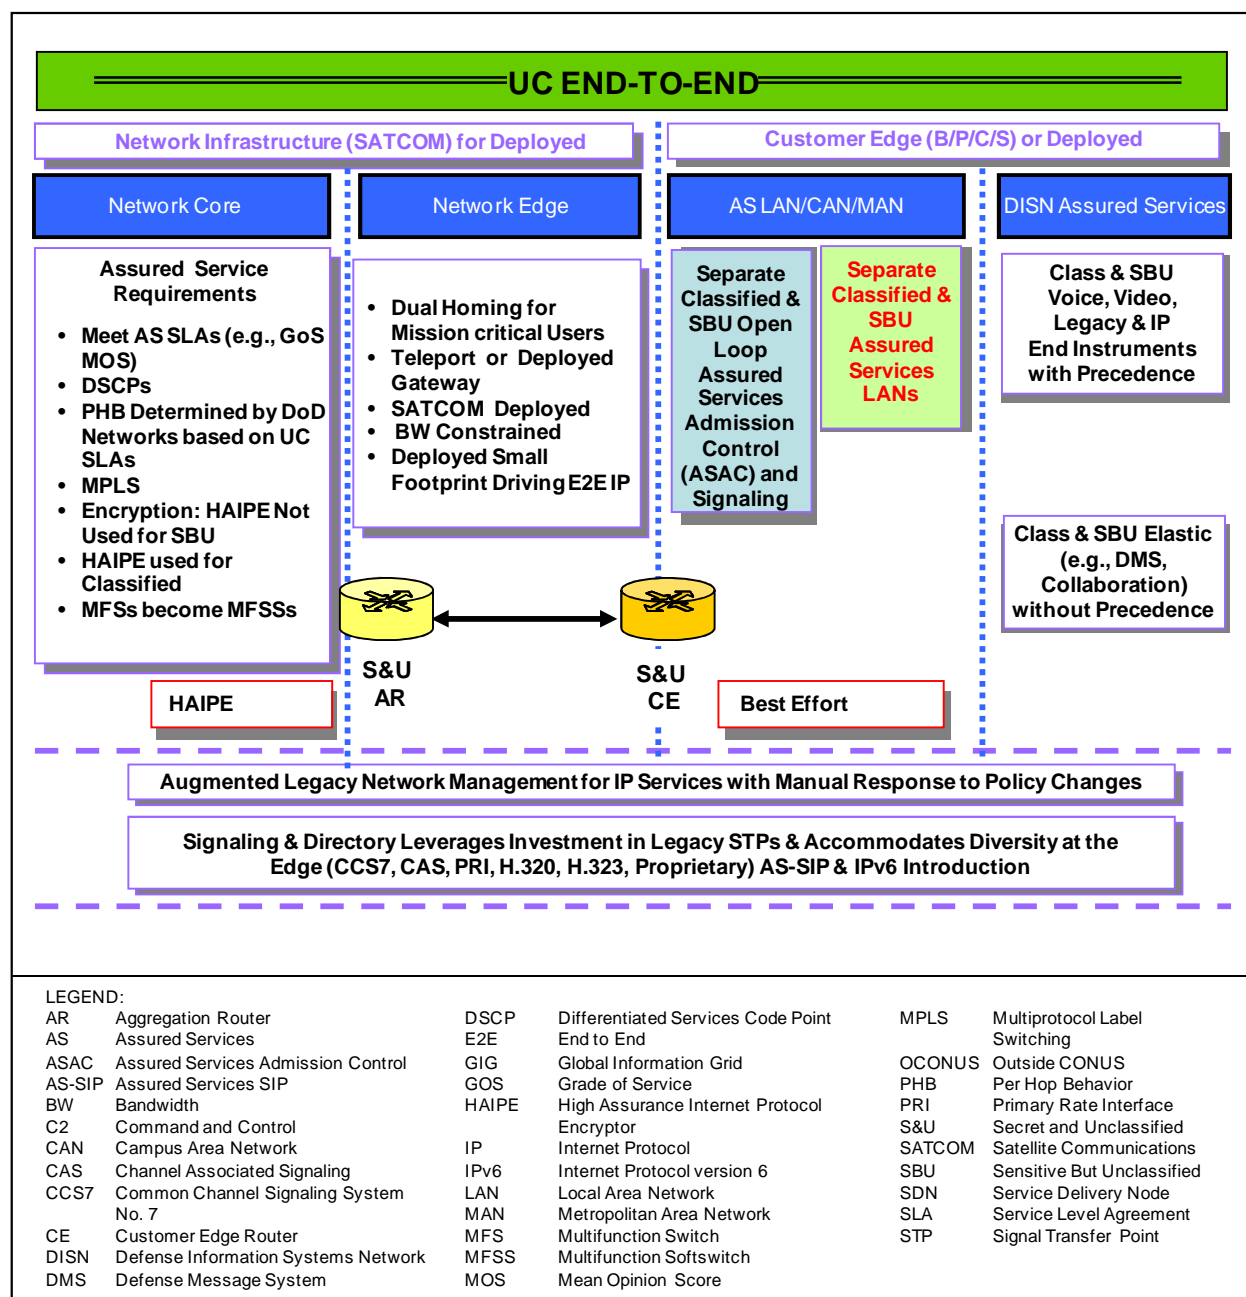 UC END-TO-END
Network Infrastructure (SATCOM) for Deployed
Customer Edge (B/P/C/S) or Deployed
Network Core
Network Edge
AS LAN/CAN/MAN
DISN Assured Services
Assured Service
Requirements
• Meet AS SLAs (e.g., GoS
MOS)
• DSCPs
• PHB Determined by DoD
Networks based on UC
SLAs
• MPLS
• Encryption: HAIPE Not
Used for SBU
• HAIPE used for
Classified
• MFSs become MFSSs
• Dual Homing for
Mission critical Users
• Teleport or Deployed
Gateway
• SATCOM Deployed
• BW Constrained
• Deployed Small
Footprint Driving E2E IP
Separate
Classified &
SBU Open
Loop
Assured
Services
Admission
Control
(ASAC) and
Signaling
Separate
Classified &
SBU
Assured
Services
LANs
Class & SBU
Voice, Video,
Legacy & IP
End Instruments
with Precedence
Class & SBU Elastic
(e.g., DMS,
Collaboration)
without Precedence
S&U
AR
S&U
CE
HAIPE
Best Effort
Augmented Legacy Network Management for IP Services with Manual Response to Policy Changes
Signaling & Directory Leverages Investment in Legacy STPs & Accommodates Diversity at the
Edge (CCS7, CAS, PRI, H.320, H.323, Proprietary) AS-SIP & IPv6 Introduction
LEGEND:
AR Aggregation Router
AS Assured Services
ASAC Assured Services Admission Control
AS-SIP Assured Services SIP
BW Bandwidth
C2 Command and Control
CAN Campus Area Network
CAS Channel Associated Signaling
CCS7 Common Channel Signaling System
No. 7
CE Customer Edge Router
DISN Defense Information Systems Network
DMS Defense Message System
DSCP Differentiated Services Code Point
E2E End to End
GIG Global Information Grid
GOS Grade of Service
HAIPE High Assurance Internet Protocol
Encryptor
IP Internet Protocol
IPv6 Internet Protocol version 6
LAN Local Area Network
MAN Metropolitan Area Network
MFS Multifunction Switch
MFSS Multifunction Softswitch
MOS Mean Opinion Score
MPLS Multiprotocol Label
Switching
OCONUS Outside CONUS
PHB Per Hop Behavior
PRI Primary Rate Interface
S&U Secret and Unclassified
SATCOM Satellite Communications
SBU Sensitive But Unclassified
SDN Service Delivery Node
SLA Service Level Agreement
STP Signal Transfer Point